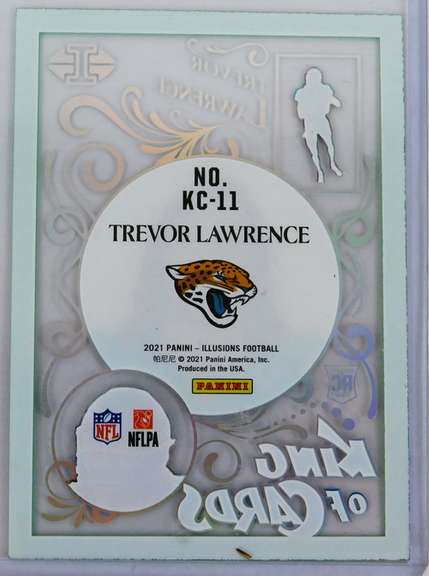 TREVOR
LAWRENCE
NO.
KC-11
TREVOR LAWRENCE
2021 PANINI – ILLUSIONS FOOTBALL
帕尼尼 © 2021 Panini America, Inc.
Produced in the USA.
PANINI
RC
NFL
NFLPA
KING
OF CARDS